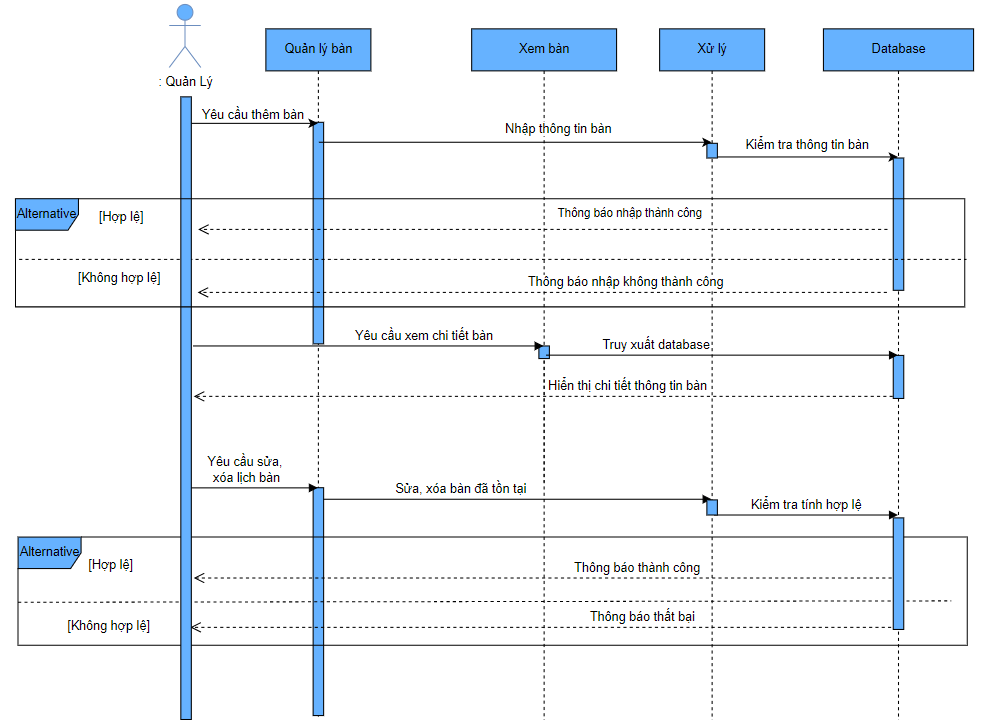 Quản lý bàn
Xem bàn
Xử lý
Database
: Quản Lý
Yêu cầu thêm bàn
Nhập thông tin bàn
Kiểm tra thông tin bàn
Alternative
[Hợp lệ]
Thông báo nhập thành công
[Không hợp lệ]
Thông báo nhập không thành công
Yêu cầu xem chi tiết bàn
Truy xuất database
Hiển thị chi tiết thông tin bàn
Yêu cầu sửa,
xóa lịch bàn
Sửa, xóa bàn đã tồn tại
Kiểm tra tính hợp lệ
Alternative
[Hợp lệ]
Thông báo thành công
Thông báo thất bại
[Không hợp lệ]